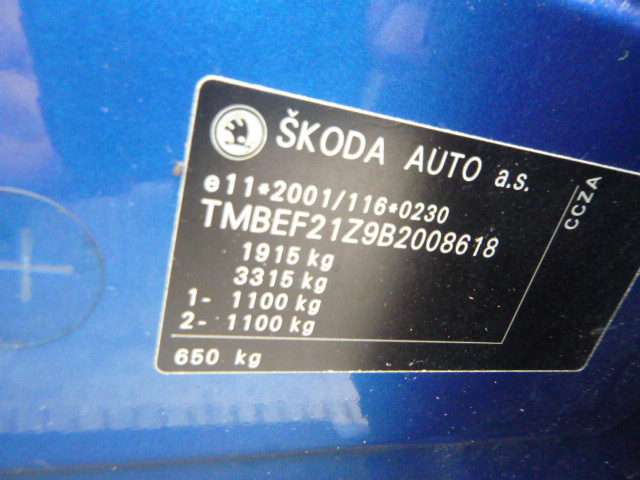 ŠKODA AUTO a.s.
e11*2001/116*0230
TMBEF21Z9B2008618
1915 kg
3315 kg
1- 1100 kg
2- 1100 kg
650 kg
CCZA